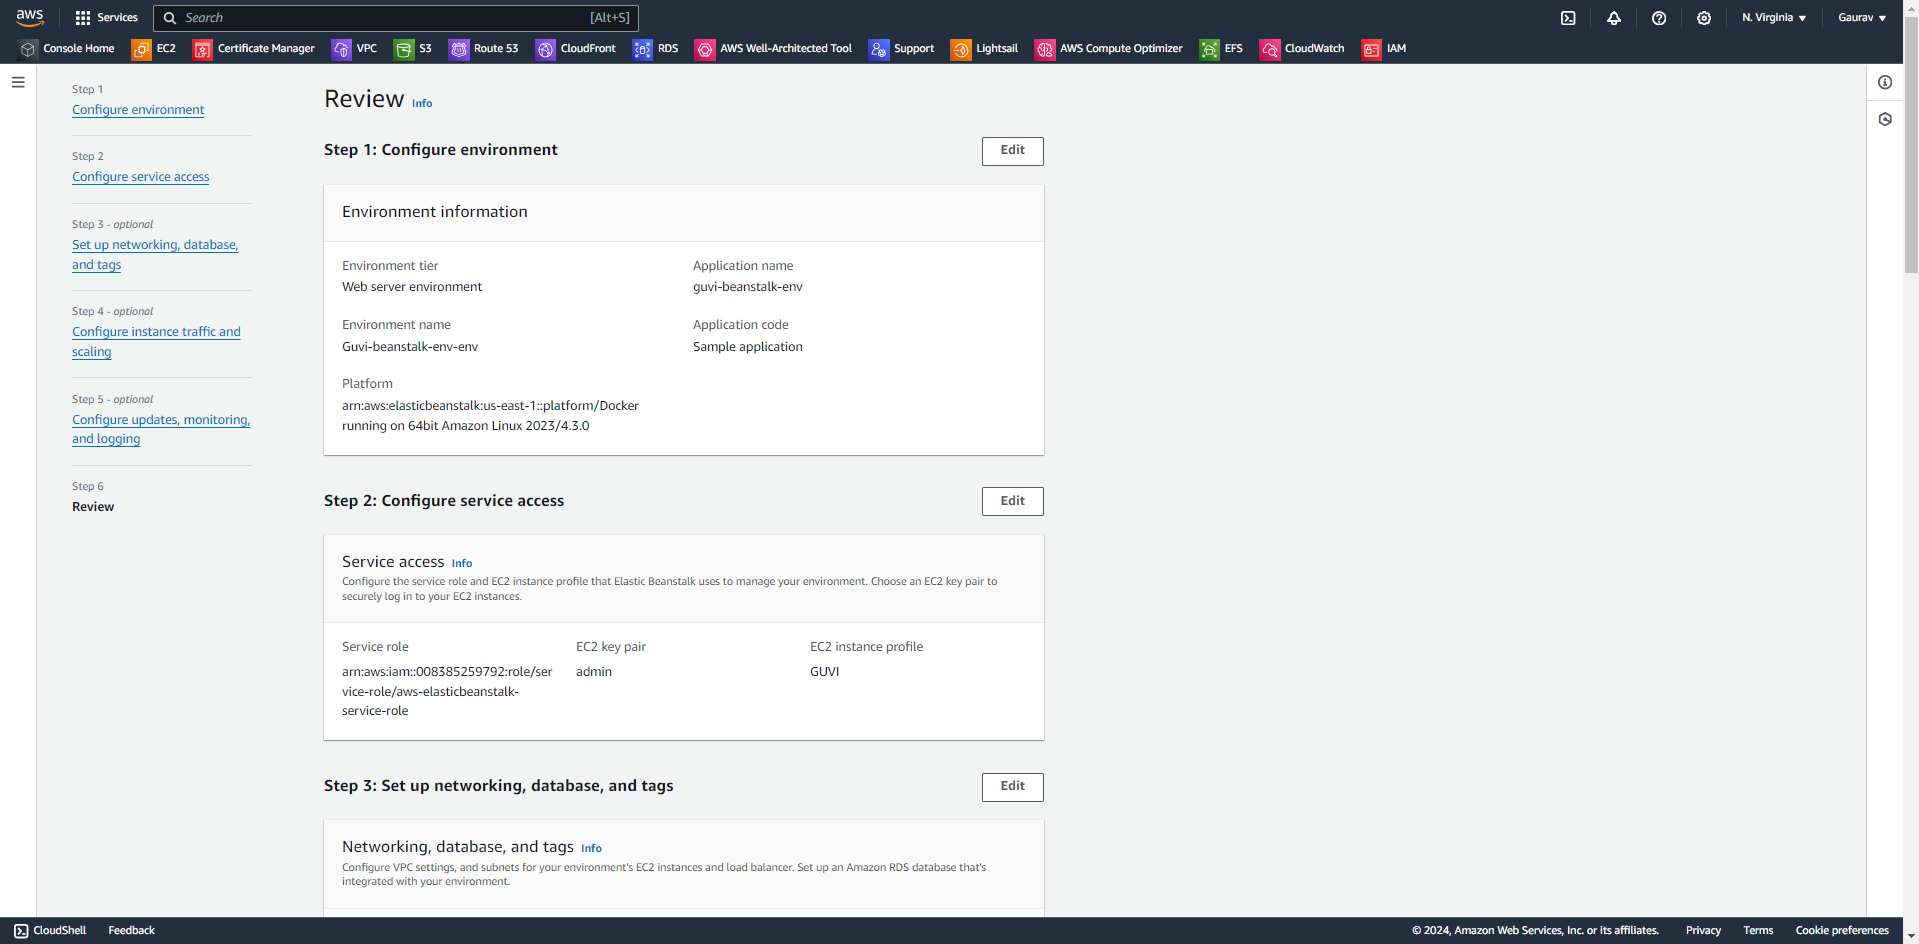 aws
Services
Search
[Alt+S]
N. Virginia
Gaurav
Console Home
EC2
Certificate Manager
VPC
S3
Route 53
CloudFront
RDS
AWS Well-Architected Tool
Support
Lightsail
AWS Compute Optimizer
EFS
CloudWatch
IAM
Step 1
Configure environment
Step 2
Configure service access
Step 3 - optional
Set up networking, database,
and tags
Step 4 - optional
Configure instance traffic and
scaling
Step 5 - optional
Configure updates, monitoring,
and logging
Step 6
Review
Review Info
Step 1: Configure environment
Edit
Environment information
Environment tier
Web server environment
Application name
guvi-beanstalk-env
Environment name
Guvi-beanstalk-env-env
Application code
Sample application
Platform
arn:aws:elasticbeanstalk:us-east-1::platform/Docker
running on 64bit Amazon Linux 2023/4.3.0
Step 2: Configure service access
Edit
Service access Info
Configure the service role and EC2 instance profile that Elastic Beanstalk uses to manage your environment. Choose an EC2 key pair to
securely log in to your EC2 instances.
Service role
arn:aws:iam::008385259792:role/ser
vice-role/aws-elasticbeanstalk-
service-role
EC2 key pair
admin
EC2 instance profile
GUVI
Step 3: Set up networking, database, and tags
Edit
Networking, database, and tags Info
Configure VPC settings, and subnets for your environment's EC2 instances and load balancer. Set up an Amazon RDS database that's
integrated with your environment.
CloudShell
Feedback
© 2024, Amazon Web Services, Inc. or its affiliates.
Privacy
Terms
Cookie preferences